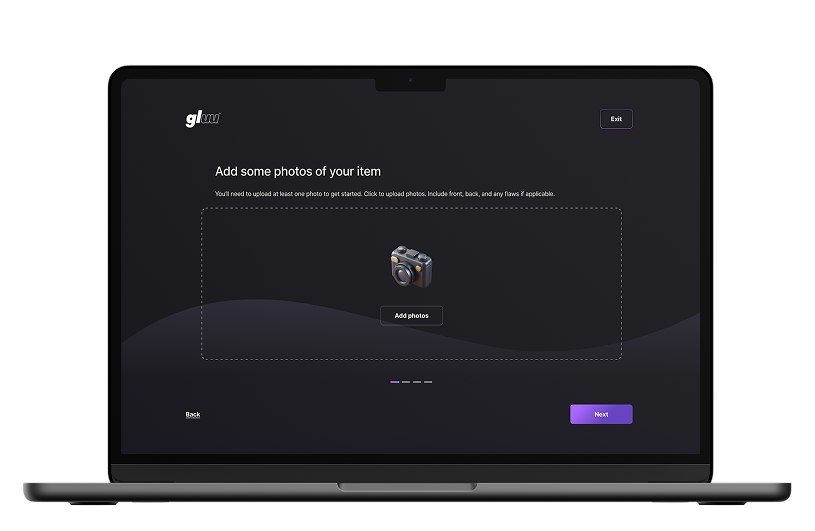 Exit
Add some photos of your item
You'll need to upload at least one photo to get started. Click to upload photos. Include front, back, and any flaws if applicable.
Add photos
Back
Next